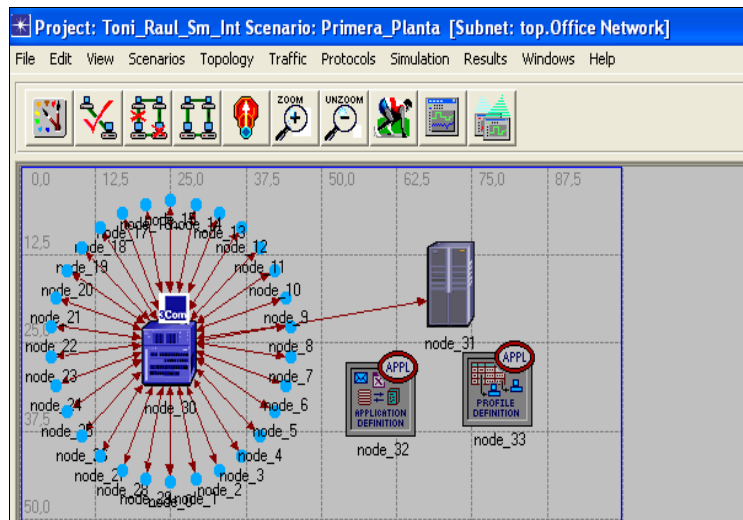 Project: Toni_Raul_Sm_Int Scenario: Primera_Planta [Subnet: top.Office Network]
File Edit View Scenarios Topology Traffic Protocols Simulation Results Windows Help
ZOOM UNZOOM
0,0 12,5 25,0 37,5 50,0 62,5 75,0 87,5
node_14
node_17 node_13
node_18 node_12
12,5
node_19 node_11
node_20 node_10
3Com
node_21 node_9
25,0
node_31
node_22 node_8
APPL APPL
node_23 node_7
APPLICATION DEFINITION
PROFILE DEFINITION
node_24 node_30 node_6
37,5
node_5
node_32 node_33
node_4
node_3
node_28 node_2
node_1
50,0